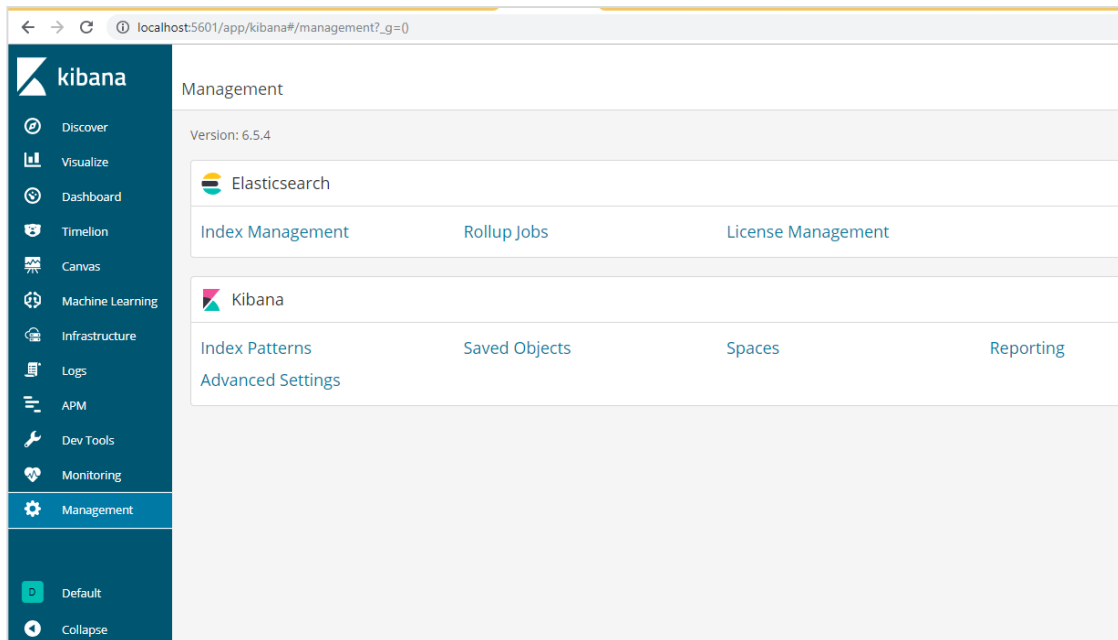 localhost:5601/app/kibana#/management?_g=()
kibana
Discover
Visualize
Dashboard
Timelion
Canvas
Machine Learning
Infrastructure
Logs
APM
Dev Tools
Monitoring
Management
D Default
Collapse
Management
Version: 6.5.4
Elasticsearch
Index Management Rollup Jobs License Management
Kibana
Index Patterns Saved Objects Spaces Reporting
Advanced Settings